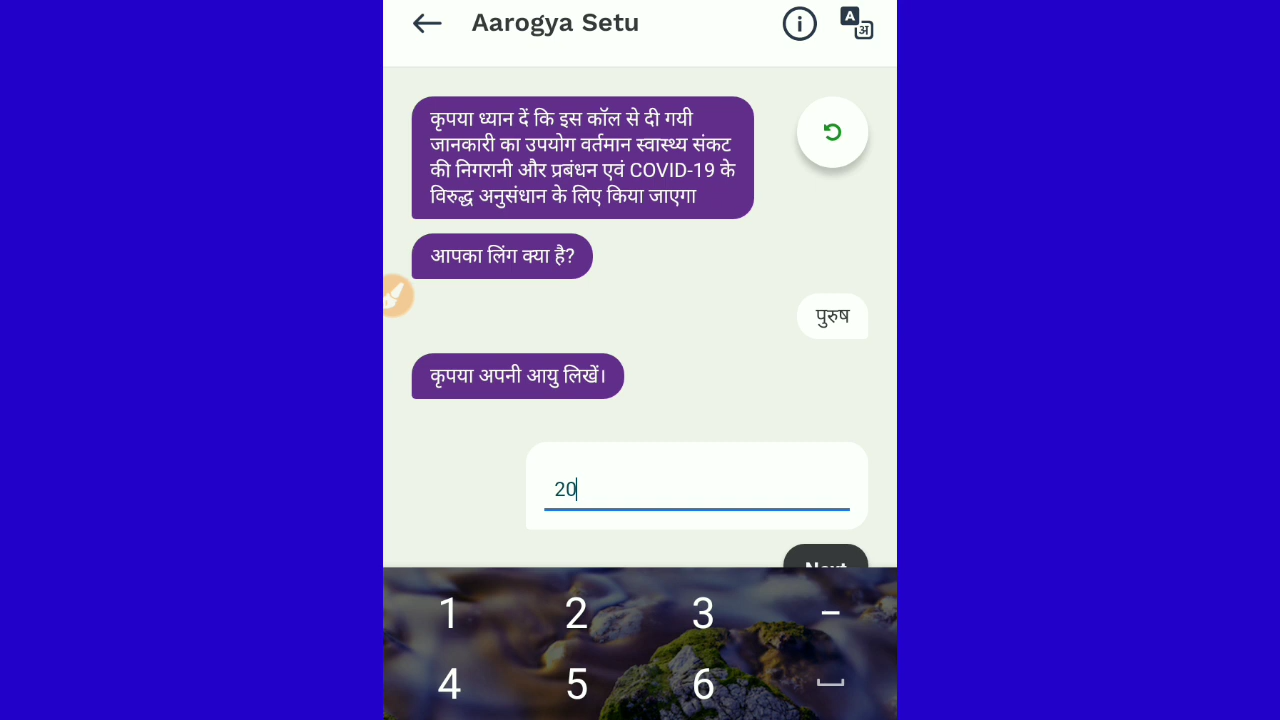 Aarogya Setu
कृपया ध्यान दें कि इस कॉल से दी गयी
जानकारी का उपयोग वर्तमान स्वास्थ्य संकट
की निगरानी और प्रबंधन एवं COVID-19 के
विरुद्ध अनुसंधान के लिए किया जाएगा
आपका लिंग क्या है?
पुरुष
कृपया अपनी आयु लिखें।
20
Next
1 2 3 –
4 5 6